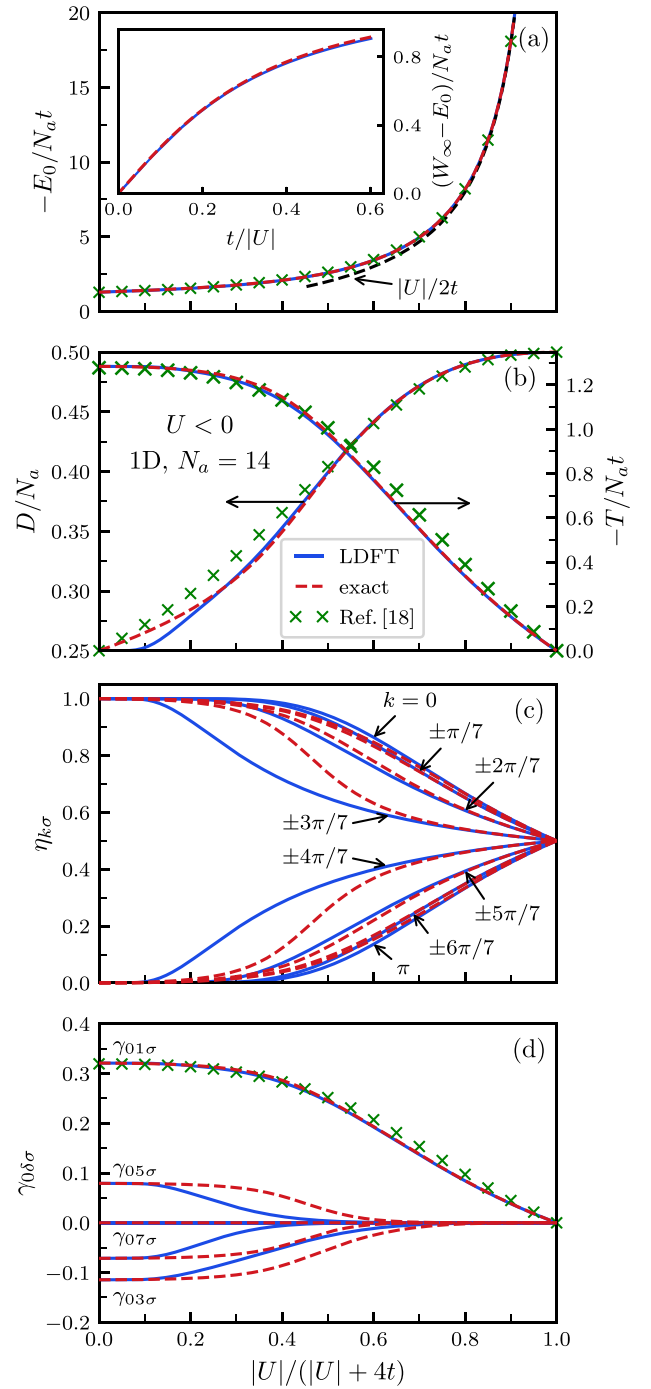 (a)
−E₀/Nₐt
20
15
10
5
0
(W∞−E₀)/Nₐt
0.8
0.4
0.0
0.0 0.2 0.4 0.6
t/|U|
|U|/2t
(b)
D/Nₐ
0.50
0.45
0.40
0.35
0.30
0.25
−T/Nₐt
1.2
1.0
0.8
0.6
0.4
0.2
0.0
U < 0
1D, Nₐ = 14
LDFT
exact
Ref. [18]
(c)
ηₖσ
1.0
0.8
0.6
0.4
0.2
0.0
k = 0
±π/7
±2π/7
±3π/7
±4π/7
±5π/7
±6π/7
π
(d)
γ₀δσ
0.4
0.3
0.2
0.1
0.0
−0.1
−0.2
γ₀₁σ
γ₀₅σ
γ₀₇σ
γ₀₃σ
0.0 0.2 0.4 0.6 0.8 1.0
|U|/(|U| + 4t)